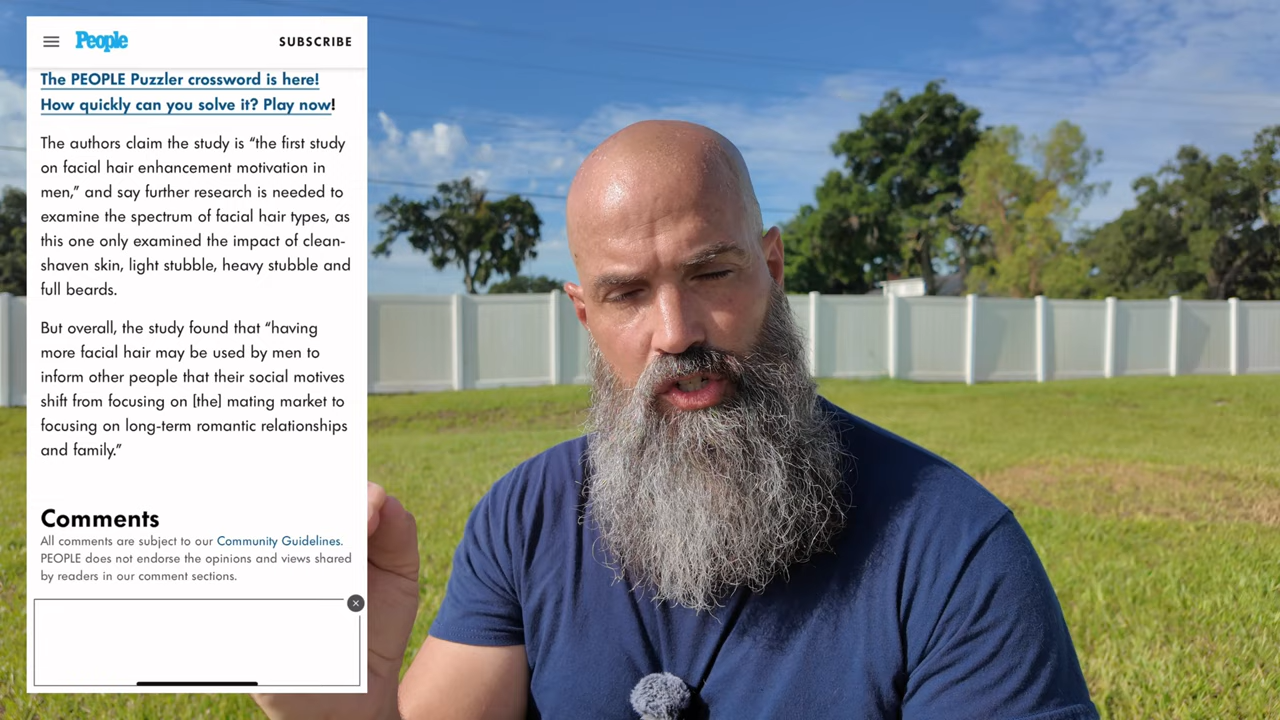 People
SUBSCRIBE
The PEOPLE Puzzler crossword is here!
How quickly can you solve it? Play now!
The authors claim the study is “the first study
on facial hair enhancement motivation in
men,” and say further research is needed to
examine the spectrum of facial hair types, as
this one only examined the impact of clean-
shaven skin, light stubble, heavy stubble and
full beards.
But overall, the study found that “having
more facial hair may be used by men to
inform other people that their social motives
shift from focusing on [the] mating market to
focusing on long-term romantic relationships
and family.”
Comments
All comments are subject to our Community Guidelines.
PEOPLE does not endorse the opinions and views shared
by readers in our comment sections.